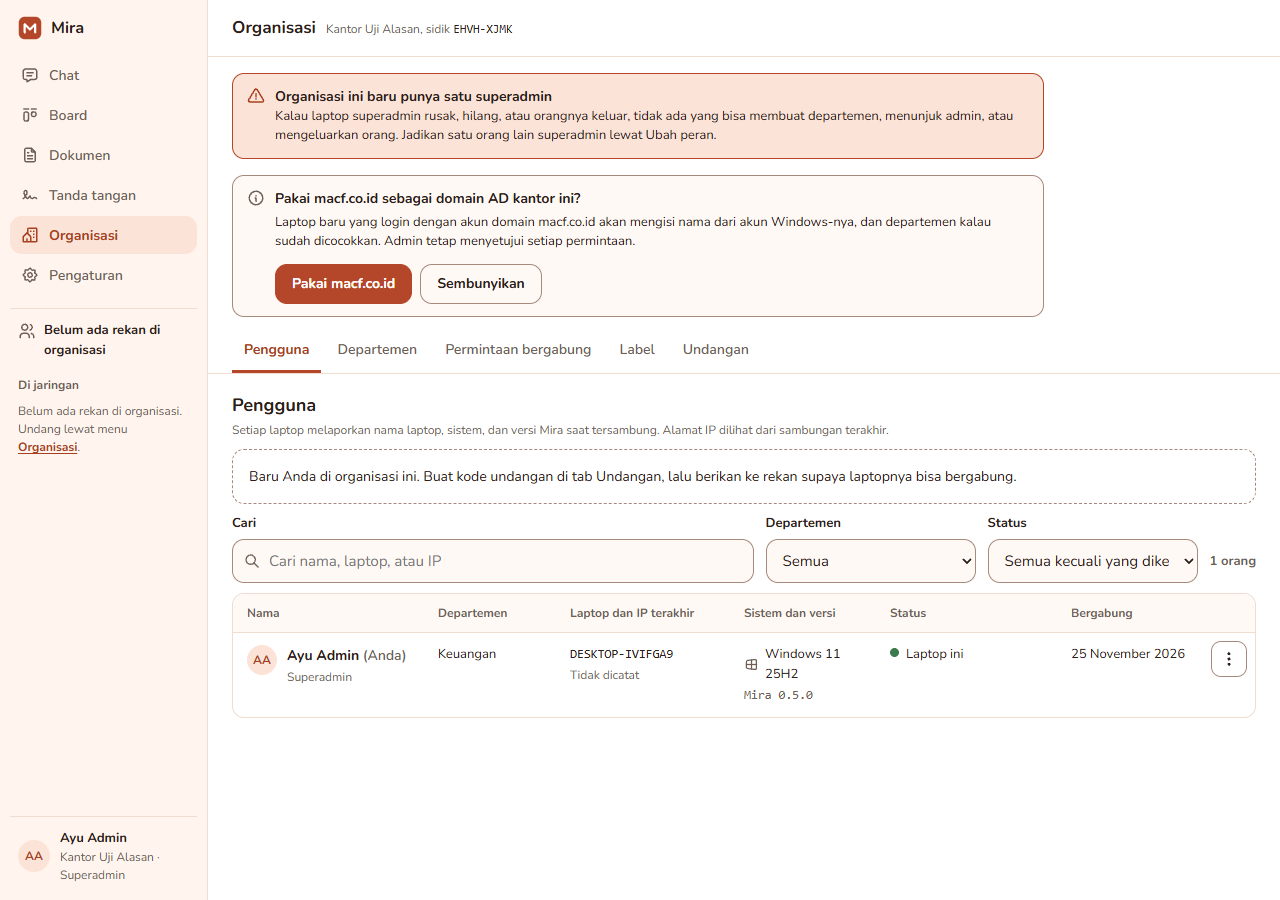 Mira
Chat
Board
Dokumen
Tanda tangan
Organisasi
Pengaturan
Belum ada rekan di
organisasi
Di jaringan
Belum ada rekan di organisasi.
Undang lewat menu
Organisasi.
Ayu Admin
AA
Kantor Uji Alasan ·
Superadmin
Organisasi Kantor Uji Alasan, sidik EHVH-XJMK
Organisasi ini baru punya satu superadmin
Kalau laptop superadmin rusak, hilang, atau orangnya keluar, tidak ada yang bisa membuat departemen, menunjuk admin, atau
mengeluarkan orang. Jadikan satu orang lain superadmin lewat Ubah peran.
Pakai macf.co.id sebagai domain AD kantor ini?
Laptop baru yang login dengan akun domain macf.co.id akan mengisi nama dari akun Windows-nya, dan departemen kalau
sudah dicocokkan. Admin tetap menyetujui setiap permintaan.
Pakai macf.co.id Sembunyikan
Pengguna Departemen Permintaan bergabung Label Undangan
Pengguna
Setiap laptop melaporkan nama laptop, sistem, dan versi Mira saat tersambung. Alamat IP dilihat dari sambungan terakhir.
Baru Anda di organisasi ini. Buat kode undangan di tab Undangan, lalu berikan ke rekan supaya laptopnya bisa bergabung.
Cari Departemen Status
Cari nama, laptop, atau IP Semua Semua kecuali yang dike 1 orang
Nama Departemen Laptop dan IP terakhir Sistem dan versi Status Bergabung
AA Ayu Admin (Anda) Keuangan DESKTOP-IVIFGA9 Windows 11 Laptop ini 25 November 2026
Superadmin Tidak dicatat 25H2
Mira 0.5.0